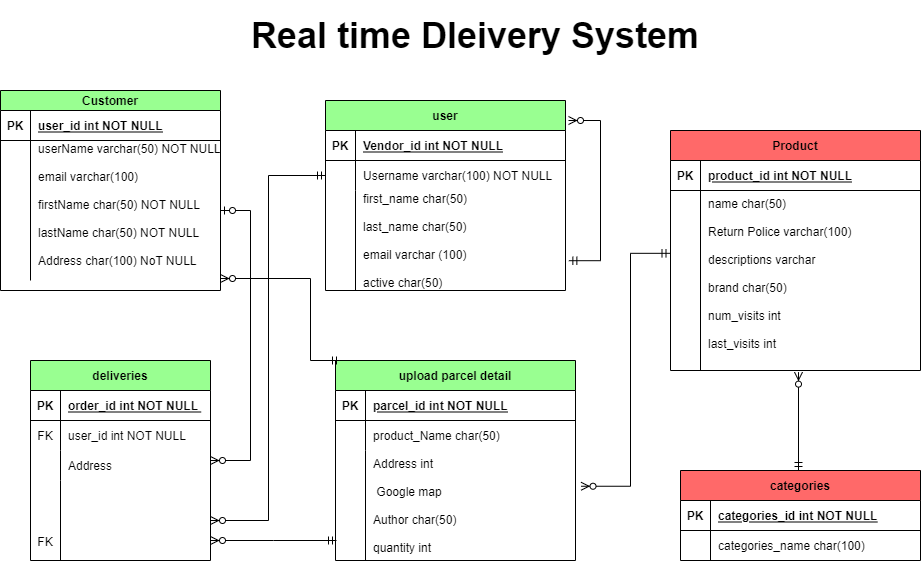 Real time Dleivery System
Customer
PK user_id int NOT NULL
userName varchar(50) NOT NULL
email varchar(100)
firstName char(50) NOT NULL
lastName char(50) NOT NULL
Address char(100) NoT NULL
user
PK Vendor_id int NOT NULL
Username varchar(100) NOT NULL
first_name char(50)
last_name char(50)
email varchar (100)
active char(50)
Product
PK product_id int NOT NULL
name char(50)
Return Police varchar(100)
descriptions varchar
brand char(50)
num_visits int
last_visits int
deliveries
PK order_id int NOT NULL
FK user_id int NOT NULL
Address
FK
upload parcel detail
PK parcel_id int NOT NULL
product_Name char(50)
Address int
Google map
Author char(50)
quantity int
categories
PK categories_id int NOT NULL
categories_name char(100)